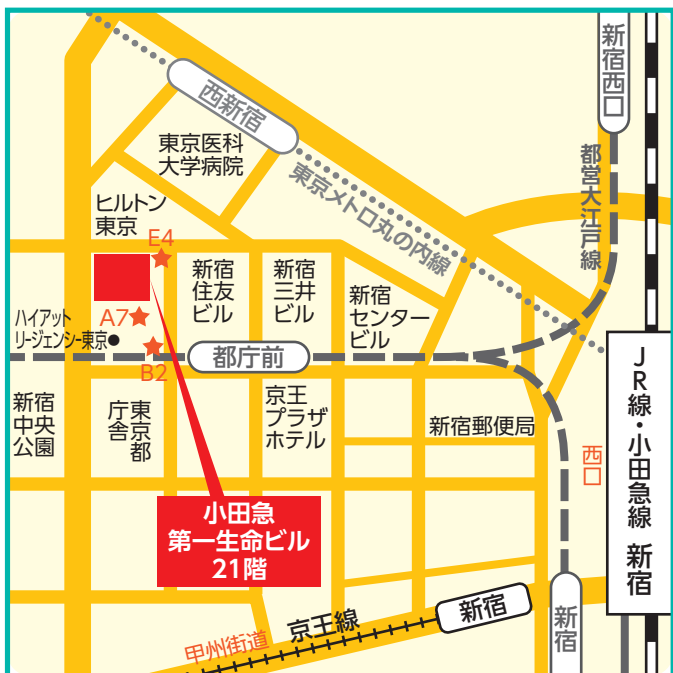 新宿西口
西新宿
東京医科
大学病院
東京メトロ丸の内線
都営大江戸線
ヒルトン
東京
E4
新宿
住友
ビル
新宿
三井
ビル
新宿
センター
ビル
ハイアット
リージェンシー東京
A7
B2
都庁前
JR線・小田急線 新宿
新宿
中央
公園
東京都
庁舎
京王
プラザ
ホテル
新宿郵便局
西口
小田急
第一生命ビル
21階
甲州街道
京王線
新宿
新宿